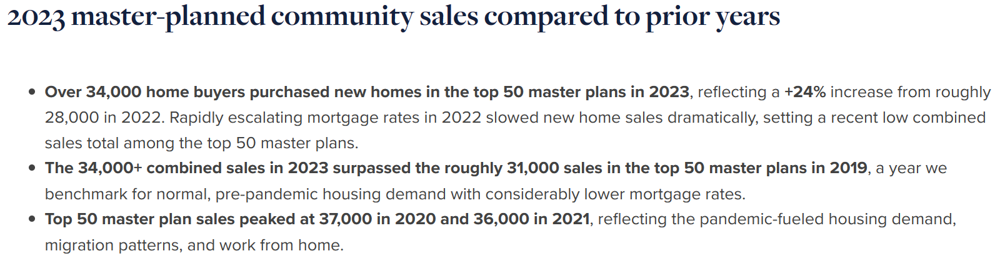 2023 master-planned community sales compared to prior years
• Over 34,000 home buyers purchased new homes in the top 50 master plans in 2023, reflecting a +24% increase from roughly
28,000 in 2022. Rapidly escalating mortgage rates in 2022 slowed new home sales dramatically, setting a recent low combined
sales total among the top 50 master plans.
• The 34,000+ combined sales in 2023 surpassed the roughly 31,000 sales in the top 50 master plans in 2019, a year we
benchmark for normal, pre-pandemic housing demand with considerably lower mortgage rates.
• Top 50 master plan sales peaked at 37,000 in 2020 and 36,000 in 2021, reflecting the pandemic-fueled housing demand,
migration patterns, and work from home.